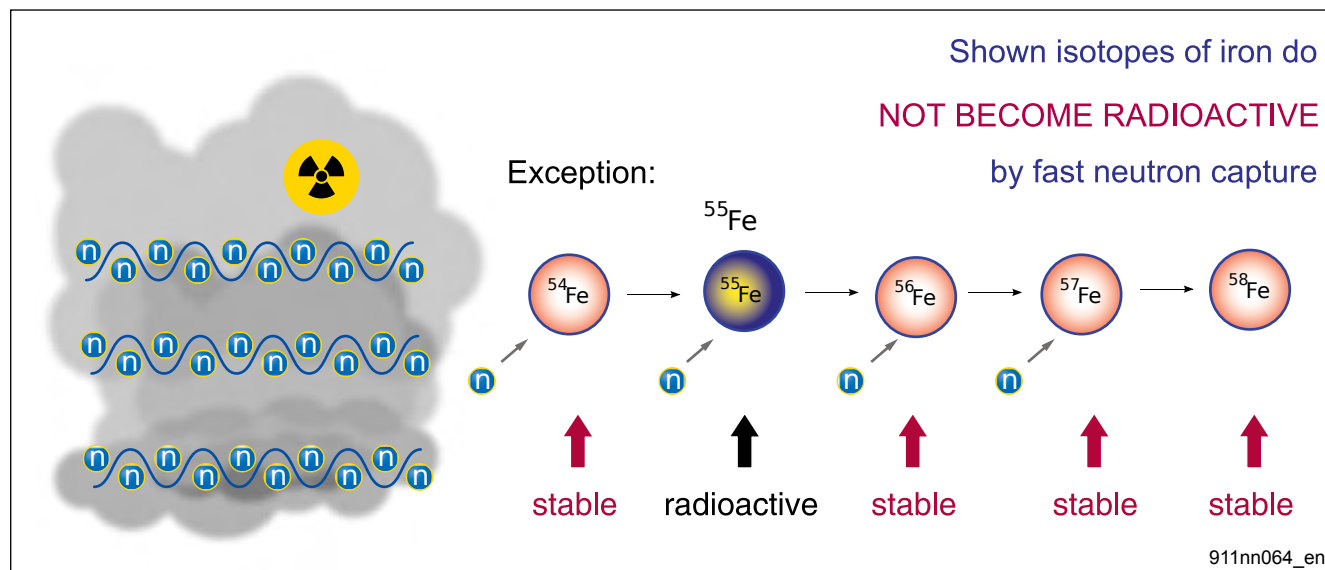 Shown isotopes of iron do
NOT BECOME RADIOACTIVE
by fast neutron capture
Exception:
⁵⁵Fe
n n n n n n n n n n
n n n n n n n n n n
n n n n n n n n n n
⁵⁴Fe ⁵⁵Fe ⁵⁶Fe ⁵⁷Fe ⁵⁸Fe
n n n n
stable radioactive stable stable stable
911nn064_en